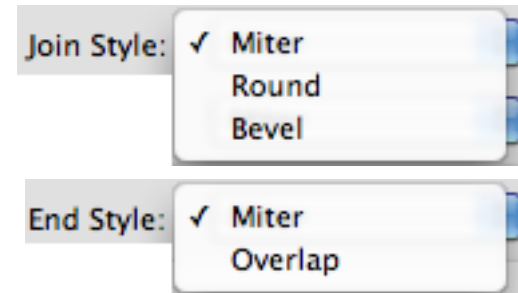 Join Style: ✓ Miter
Round
Bevel
End Style: ✓ Miter
Overlap